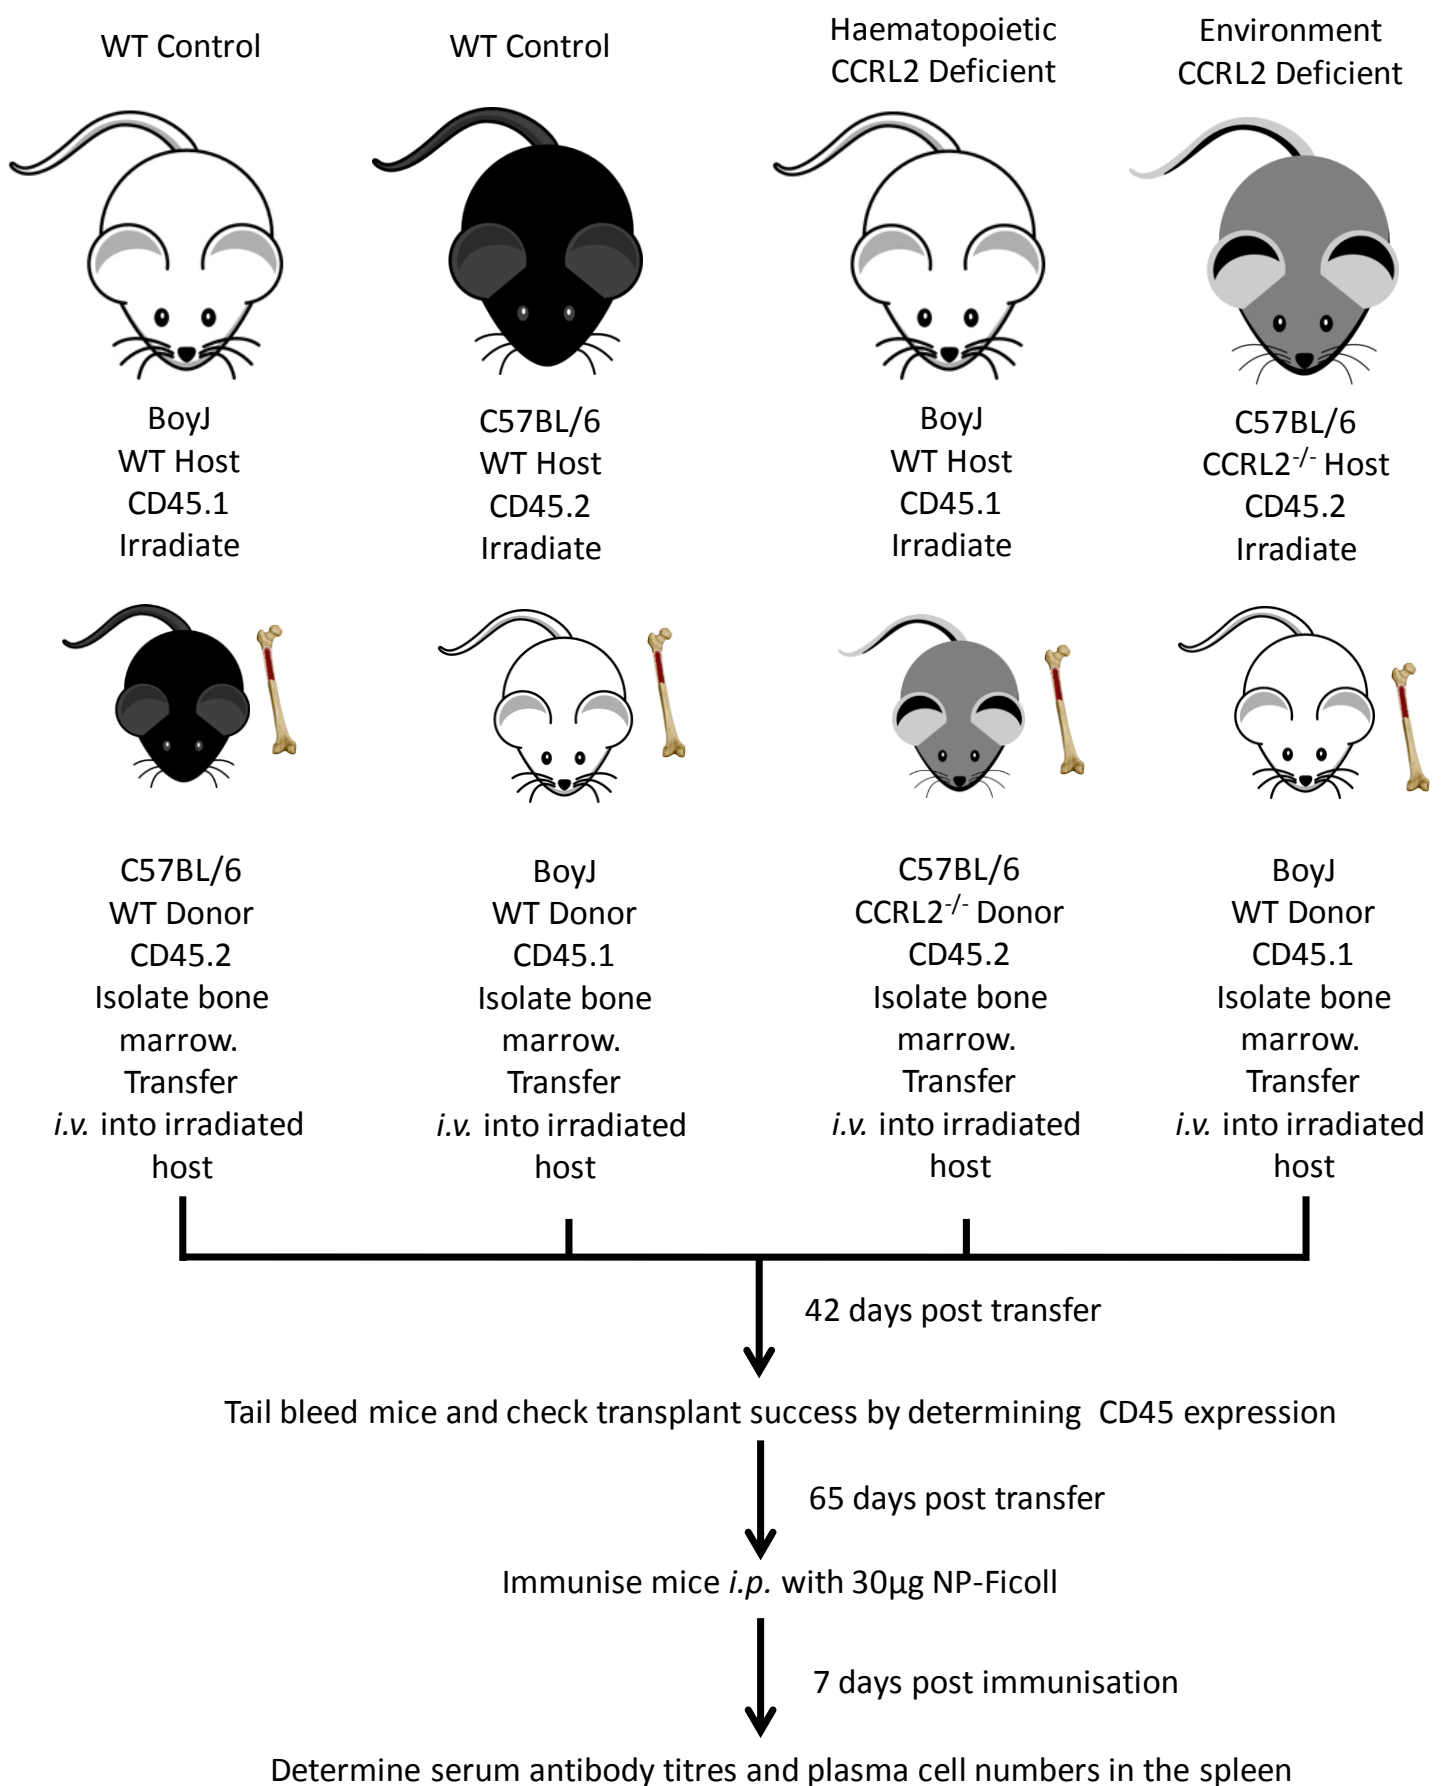 WT Control
WT Control
Haematopoietic
CCRL2 Deficient
Environment
CCRL2 Deficient
BoyJ
WT Host
CD45.1
Irradiate
C57BL/6
WT Host
CD45.2
Irradiate
BoyJ
WT Host
CD45.1
Irradiate
C57BL/6
CCRL2-/- Host
CD45.2
Irradiate
C57BL/6
WT Donor
CD45.2
Isolate bone
marrow.
Transfer
i.v. into irradiated
host
BoyJ
WT Donor
CD45.1
Isolate bone
marrow.
Transfer
i.v. into irradiated
host
C57BL/6
CCRL2-/- Donor
CD45.2
Isolate bone
marrow.
Transfer
i.v. into irradiated
host
BoyJ
WT Donor
CD45.1
Isolate bone
marrow.
Transfer
i.v. into irradiated
host
42 days post transfer
Tail bleed mice and check transplant success by determining CD45 expression
65 days post transfer
Immunise mice i.p. with 30µg NP-Ficoll
7 days post immunisation
Determine serum antibody titres and plasma cell numbers in the spleen